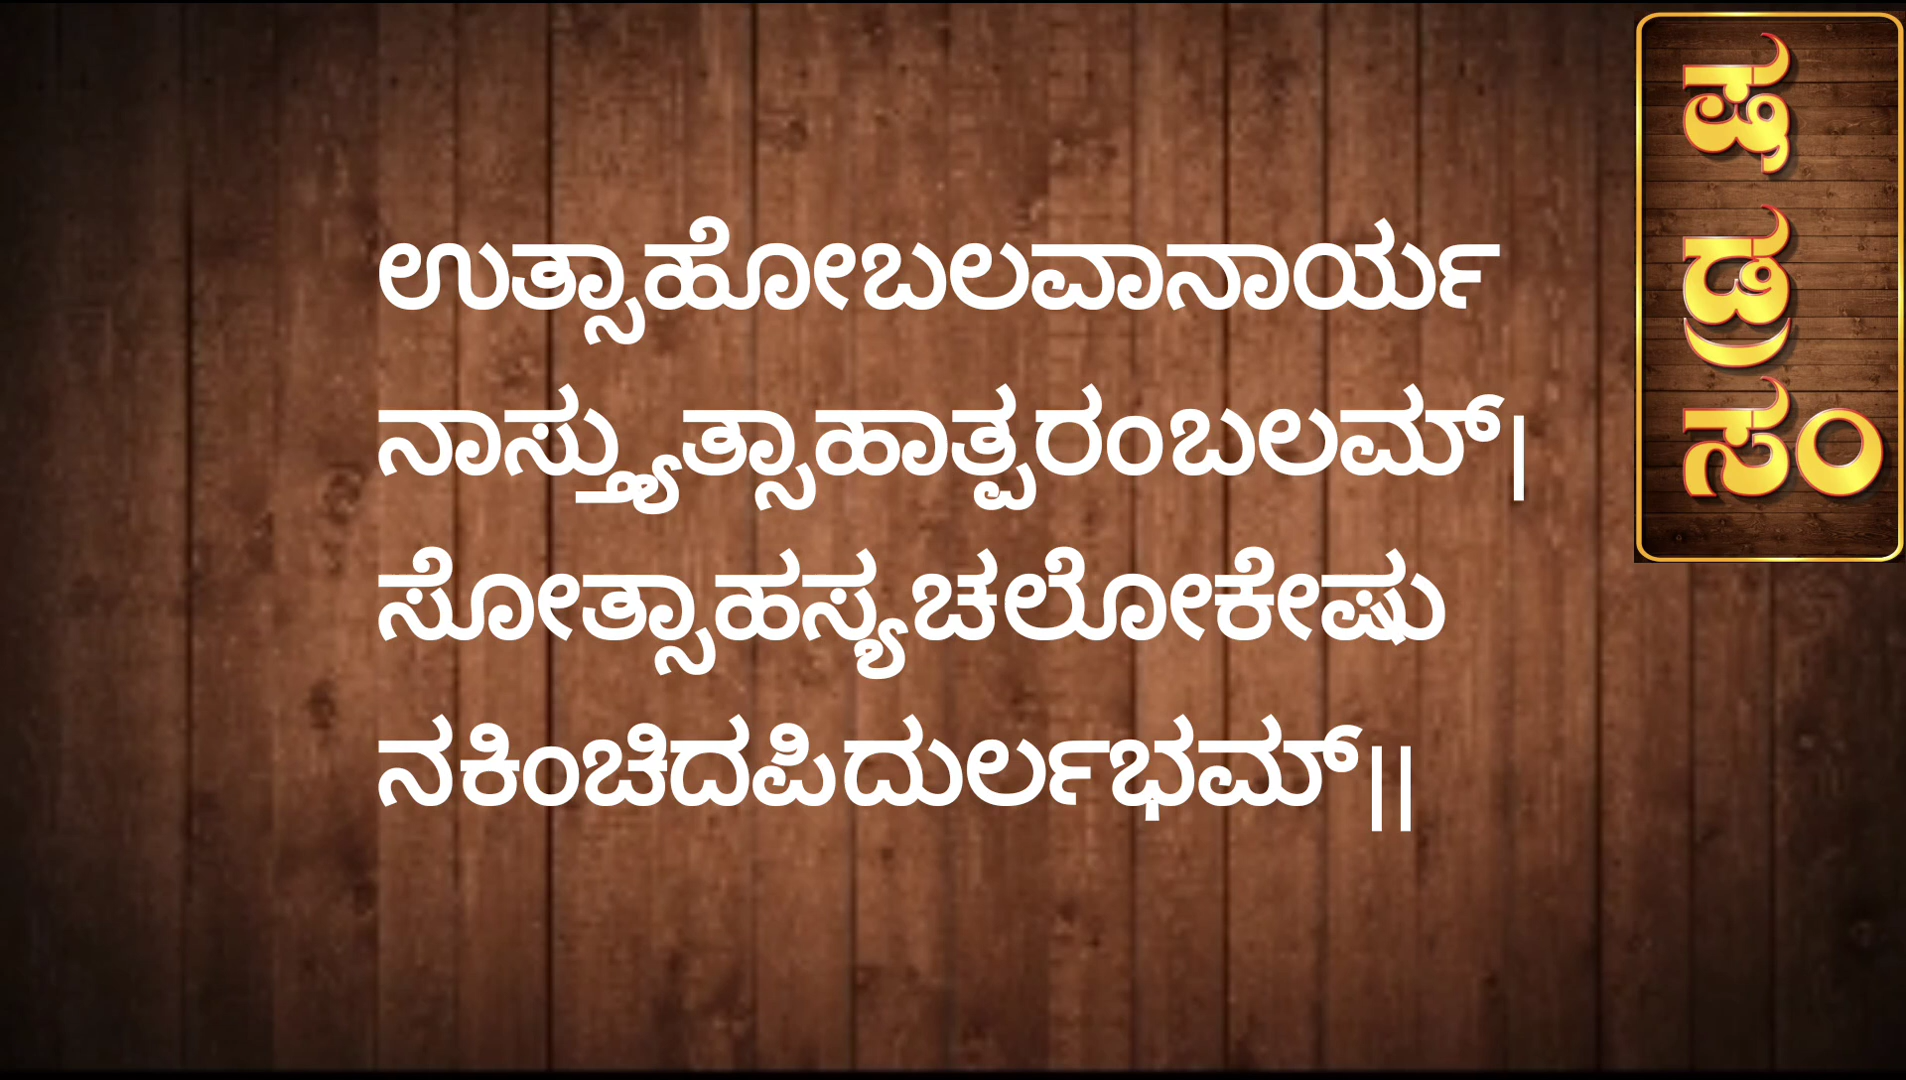 ಉತ್ಸಾಹೋಬಲವಾನಾರ್ಯ
ನಾಸ್ತ್ಯುತ್ಸಾಹಾತ್ಪರಂಬಲಮ್|
ಸೋತ್ಸಾಹಸ್ಯಚಲೋಕೇಷು
ನಕಿಂಚಿದಪಿದುರ್ಲಭಮ್||